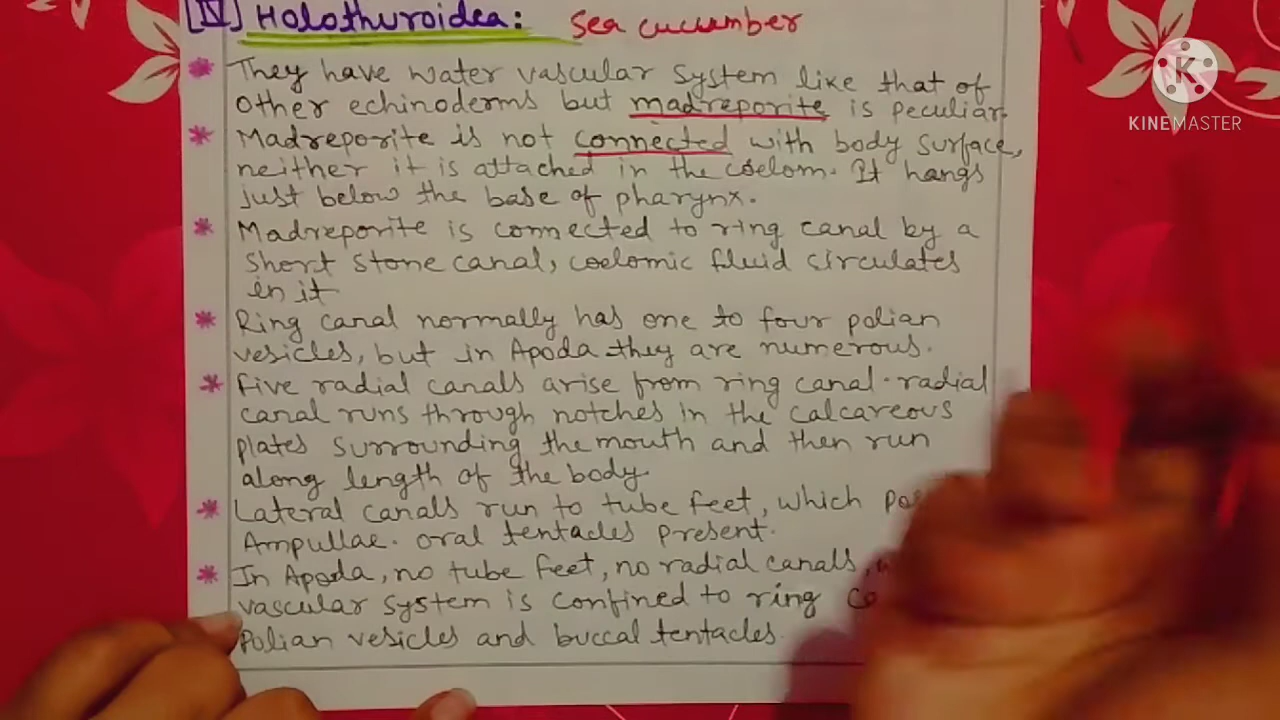 [IV] Holothuroidea: Sea cucumber
* They have water vascular system like that of
other echinoderms but madreporite is peculiar.
* Madreporite is not connected with body surface,
neither it is attached in the coelom. It hangs
just below the base of pharynx.
* Madreporite is connected to ring canal by a
short stone canal, coelomic fluid circulates
in it
* Ring canal normally has one to four polian
vesicles, but in Apoda they are numerous.
* Five radial canals arise from ring canal. radial
canal runs through notches in the calcareous
plates surrounding the mouth and then run
along length of the body.
* Lateral canals run to tube feet, which
Ampullae. oral tentacles present.
* In Apoda, no tube feet, no radial canals,
vascular system is confined to ring
Polian vesicles and buccal tentacles.
K
KINEMASTER